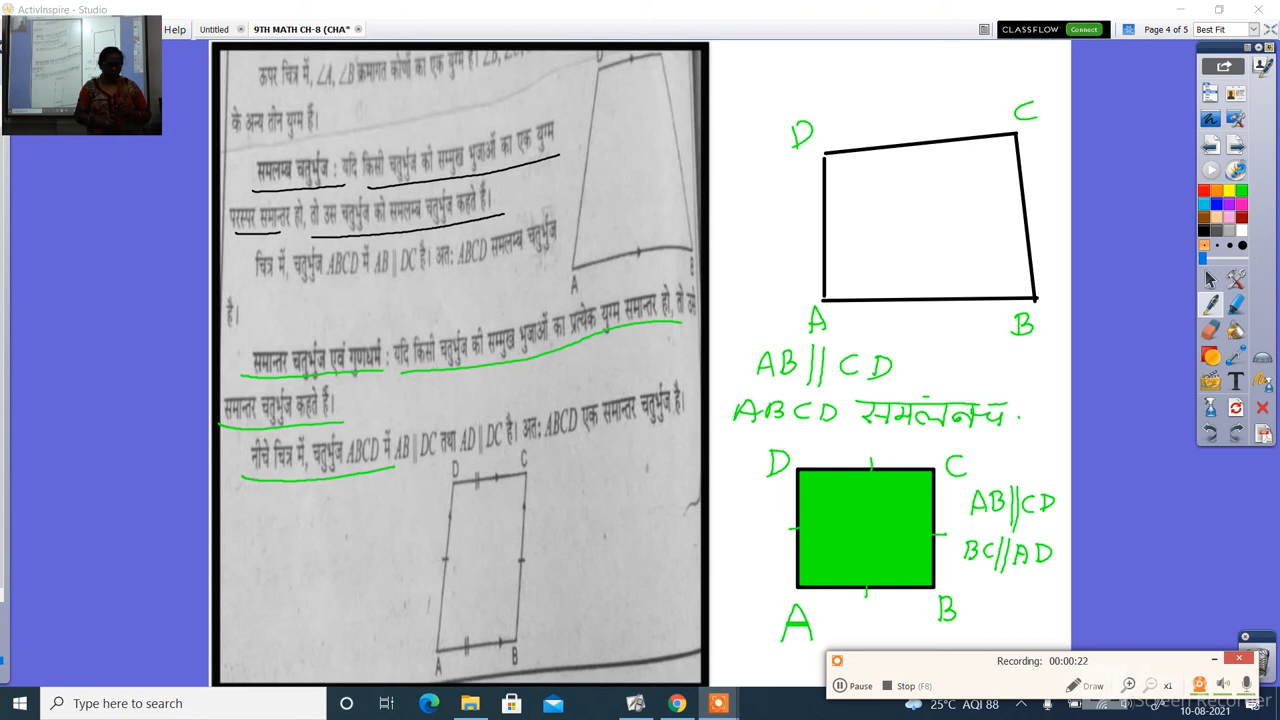 ActivInspire - Studio
Help
Untitled
9TH MATH CH-8 (CHA*
CLASSFLOW
Connect
Page 4 of 5
Best Fit
ऊपर चित्र में, ∠A, ∠B क्रमागत कोणों का एक युग्म है। ∠B,
के अन्य तीन युग्म हैं।
समलम्ब चतुर्भुज : यदि किसी चतुर्भुज की सम्मुख भुजाओं का एक युग्म
परस्पर समान्तर हो, तो उस चतुर्भुज को समलम्ब चतुर्भुज कहते हैं।
चित्र में, चतुर्भुज ABCD में AB || DC है। अतः ABCD समलम्ब चतुर्भुज
है।
D
A
B
समान्तर चतुर्भुज एवं गुणधर्म : यदि किसी चतुर्भुज की सम्मुख भुजाओं का प्रत्येक युग्म समान्तर हो, तो उसे
समान्तर चतुर्भुज कहते हैं।
नीचे चित्र में, चतुर्भुज ABCD में AB || DC तथा AD || DC है। अतः ABCD एक समान्तर चतुर्भुज है।
D C
A B
D C
A B
AB || CD
ABCD
D C
AB || CD
BC || AD
A B
Recording: 00:00:22
Pause
Stop (F8)
Draw
x1
Type here to search
25°C AQI 88
10-08-2021
Screen Recorder